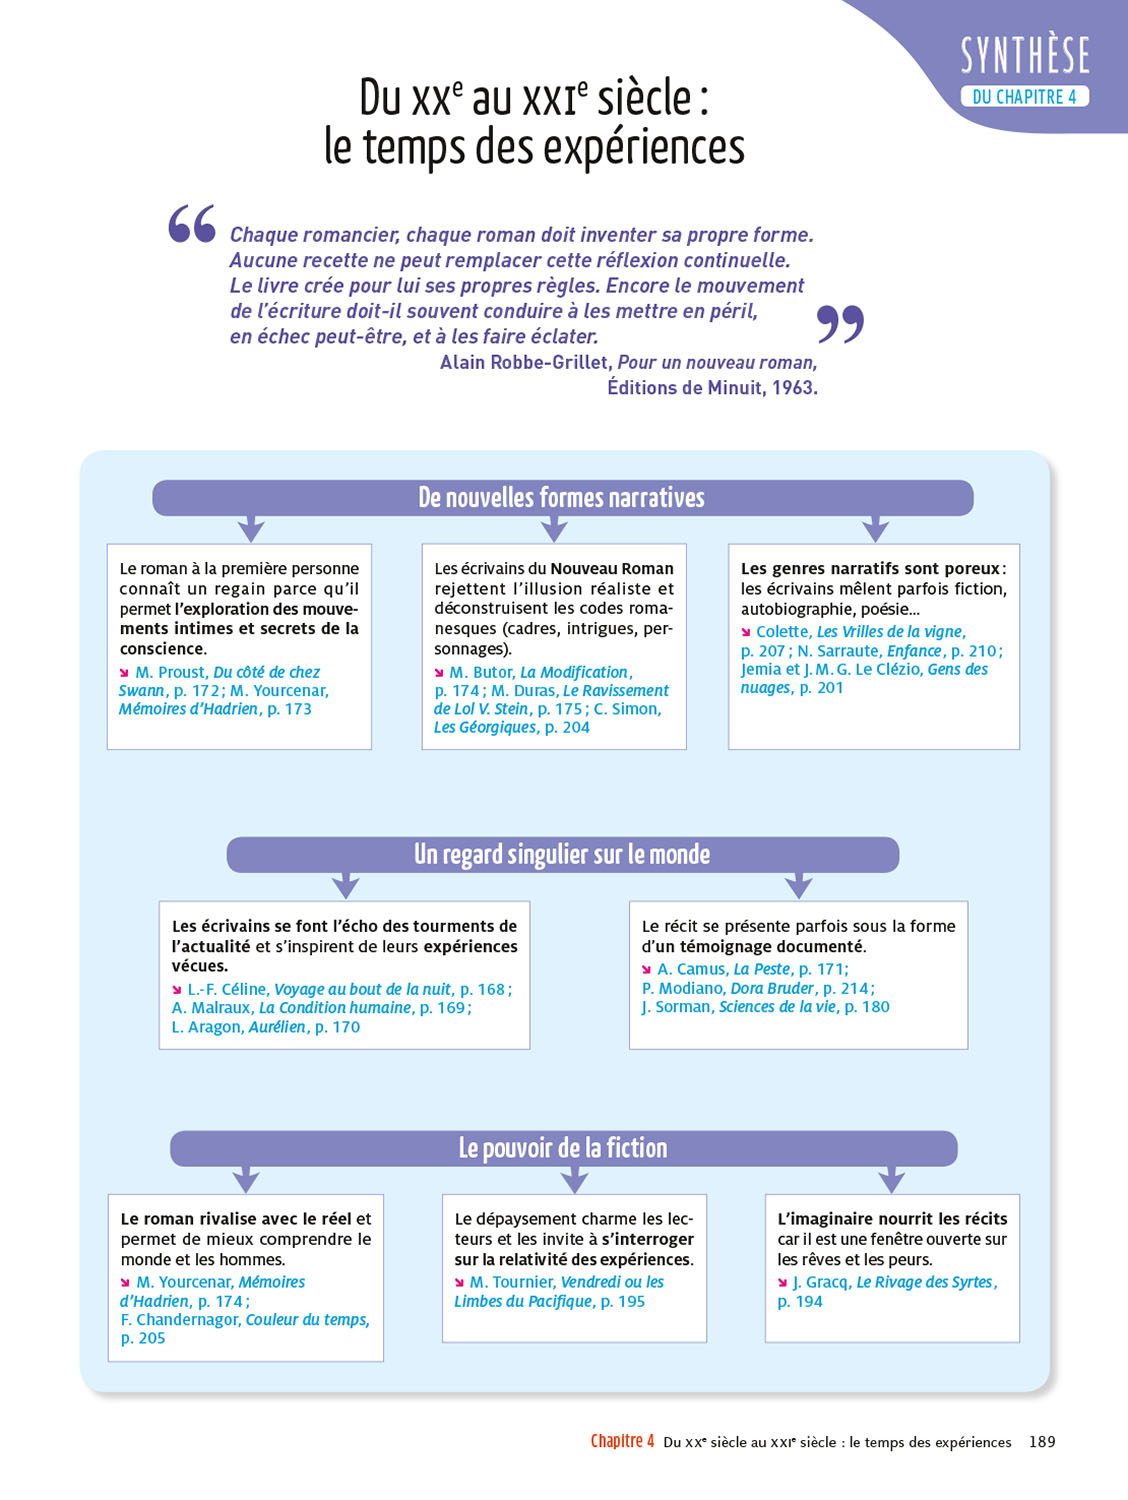 SYNTHÈSE
DU CHAPITRE 4
Du XXe au XXIe siècle :
le temps des expériences
“
Chaque romancier, chaque roman doit inventer sa propre forme.
Aucune recette ne peut remplacer cette réflexion continuelle.
Le livre crée pour lui ses propres règles. Encore le mouvement
de l’écriture doit-il souvent conduire à les mettre en péril,
en échec peut-être, et à les faire éclater.
”
Alain Robbe-Grillet, Pour un nouveau roman,
Éditions de Minuit, 1963.
De nouvelles formes narratives
Le roman à la première personne
connaît un regain parce qu’il
permet l’exploration des mouve-
ments intimes et secrets de la
conscience.
➘ M. Proust, Du côté de chez
Swann, p. 172 ; M. Yourcenar,
Mémoires d’Hadrien, p. 173
Les écrivains du Nouveau Roman
rejettent l’illusion réaliste et
déconstruisent les codes roma-
nesques (cadres, intrigues, per-
sonnages).
➘ M. Butor, La Modification,
p. 174 ; M. Duras, Le Ravissement
de Lol V. Stein, p. 175 ; C. Simon,
Les Géorgiques, p. 204
Les genres narratifs sont poreux :
les écrivains mêlent parfois fiction,
autobiographie, poésie…
➘ Colette, Les Vrilles de la vigne,
p. 207 ; N. Sarraute, Enfance, p. 210 ;
Jemia et J. M. G. Le Clézio, Gens des
nuages, p. 201
Un regard singulier sur le monde
Les écrivains se font l’écho des tourments de
l’actualité et s’inspirent de leurs expériences
vécues.
➘ L.-F. Céline, Voyage au bout de la nuit, p. 168 ;
A. Malraux, La Condition humaine, p. 169 ;
L. Aragon, Aurélien, p. 170
Le récit se présente parfois sous la forme
d’un témoignage documenté.
➘ A. Camus, La Peste, p. 171 ;
P. Modiano, Dora Bruder, p. 214 ;
J. Sorman, Sciences de la vie, p. 180
Le pouvoir de la fiction
Le roman rivalise avec le réel et
permet de mieux comprendre le
monde et les hommes.
➘ M. Yourcenar, Mémoires
d’Hadrien, p. 174 ;
F. Chandernagor, Couleur du temps,
p. 205
Le dépaysement charme les lec-
teurs et les invite à s’interroger
sur la relativité des expériences.
➘ M. Tournier, Vendredi ou les
Limbes du Pacifique, p. 195
L’imaginaire nourrit les récits
car il est une fenêtre ouverte sur
les rêves et les peurs.
➘ J. Gracq, Le Rivage des Syrtes,
p. 194
Chapitre 4 Du XXe siècle au XXIe siècle : le temps des expériences 189